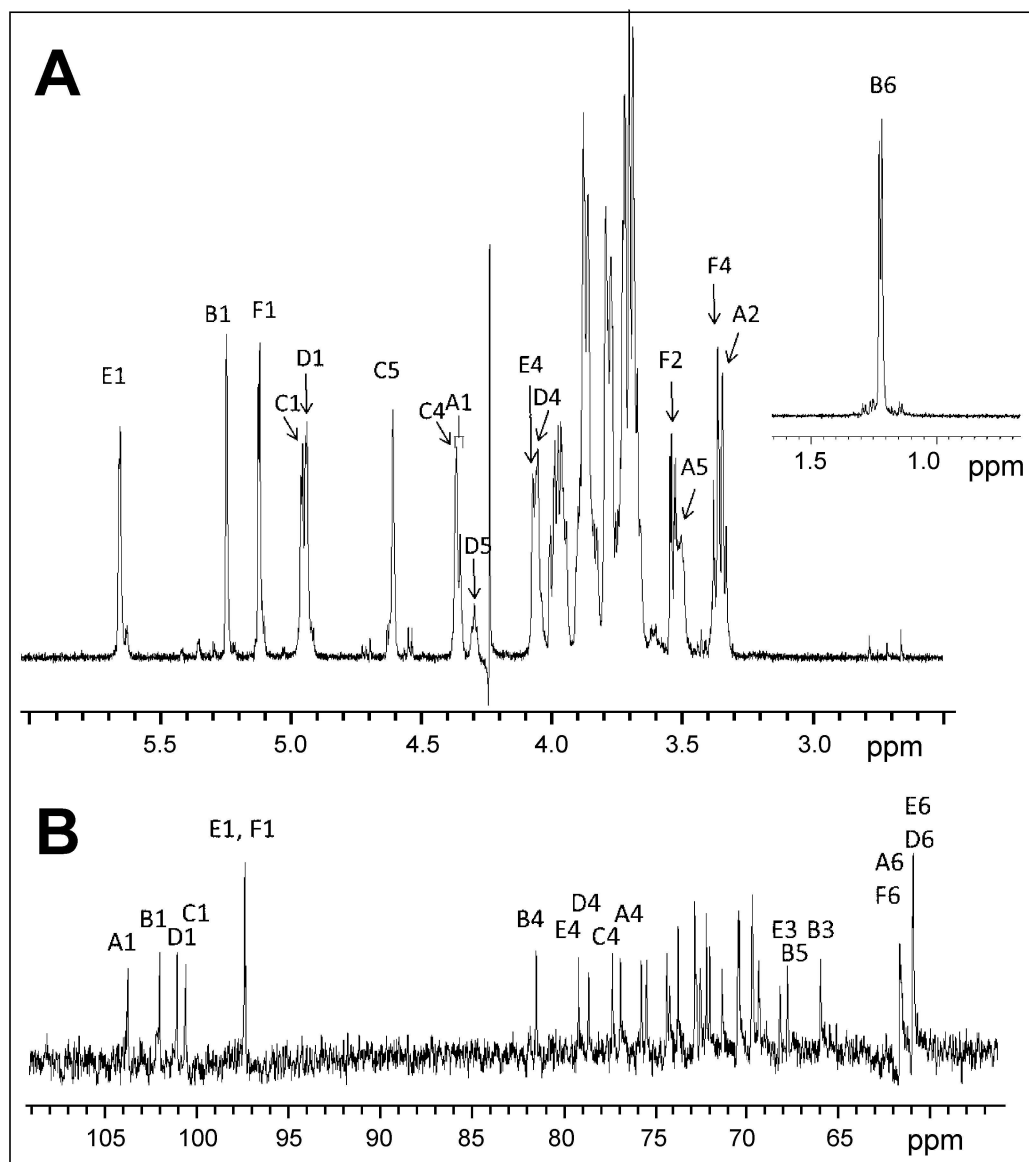 A
B6
F4
A2
B1
F1
D1
E1
C5
F2
E4
C1
A1
C4
D4
A5
D5
1.5 1.0 ppm
5.5 5.0 4.5 4.0 3.5 3.0 ppm
B
E6
E1, F1
D6
A6
C1
D4
B1
A4
F6
B4
E4
E3
B3
A1
D1
C4
B5
105 100 95 90 85 80 75 70 65 ppm